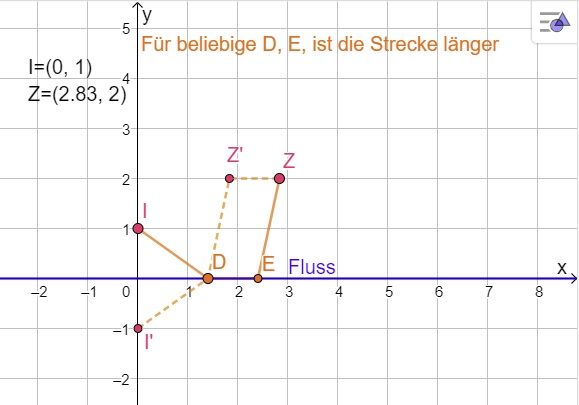 y
5
Für beliebige D, E, ist die Strecke länger
I=(0, 1)
4
Z=(2.83, 2)
3
Z'
Z
2
I
1
D
E
Fluss
x
−2
−1
0
1
2
3
4
5
6
7
8
−1
I'
−2